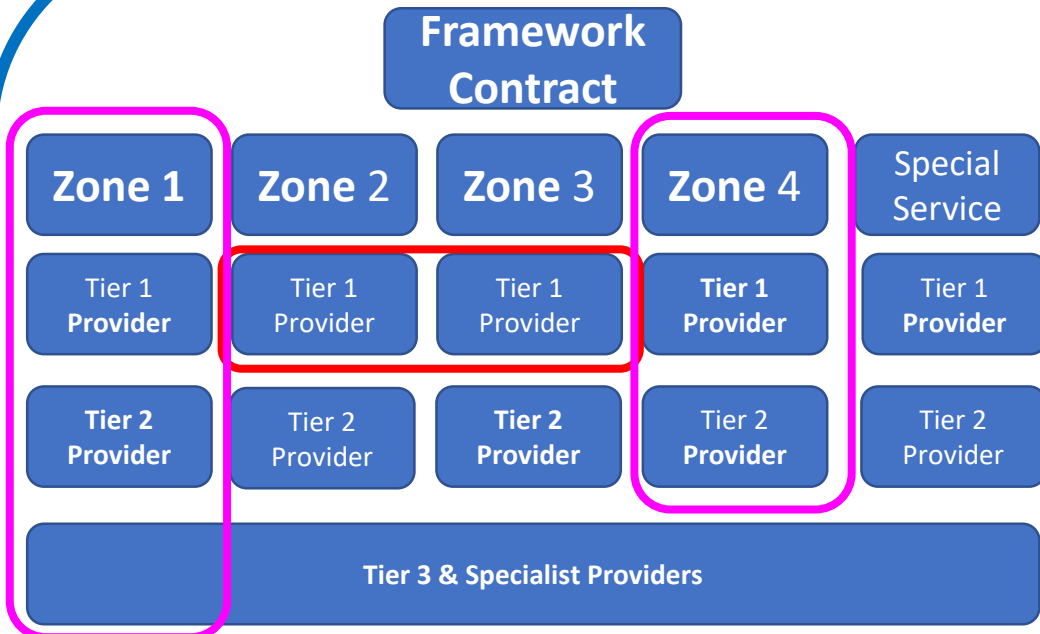 Framework
Contract
Zone 1
Zone 2
Zone 3
Zone 4
Special
Service
Tier 1
Provider
Tier 1
Provider
Tier 1
Provider
Tier 1
Provider
Tier 1
Provider
Tier 2
Provider
Tier 2
Provider
Tier 2
Provider
Tier 2
Provider
Tier 2
Provider
Tier 3 & Specialist Providers